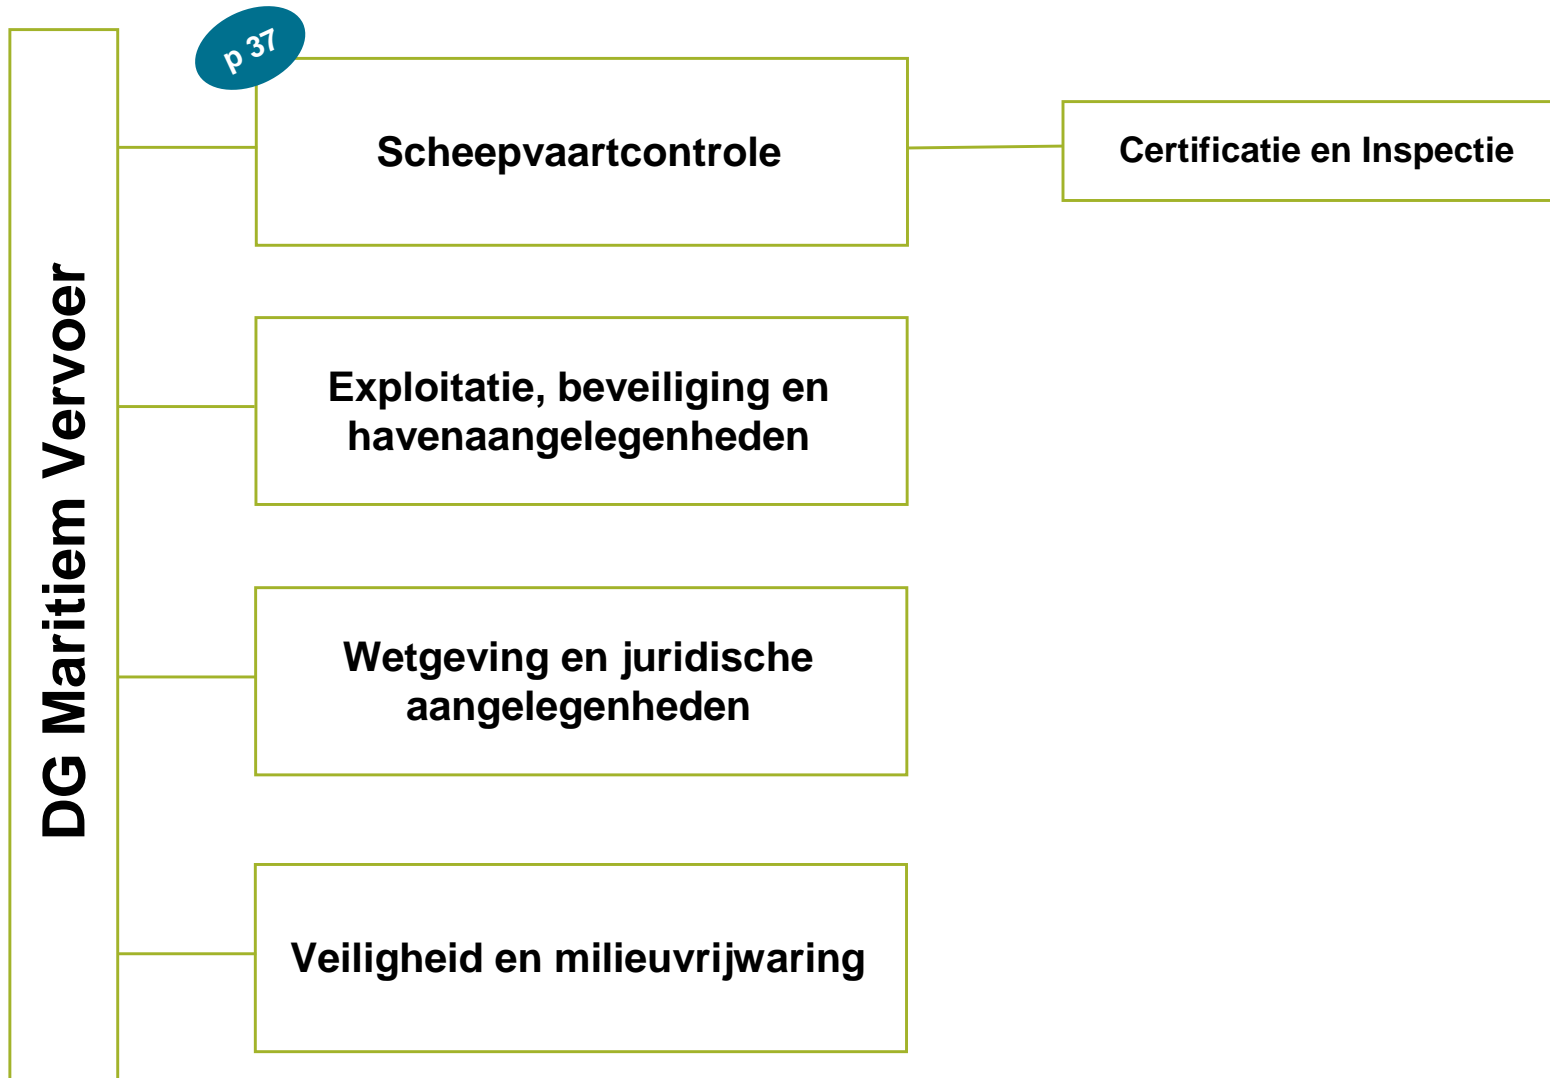 DG Maritiem Vervoer
p 37
Scheepvaartcontrole
Certificatie en Inspectie
Exploitatie, beveiliging en
havenaangelegenheden
Wetgeving en juridische
aangelegenheden
Veiligheid en milieuvrijwaring